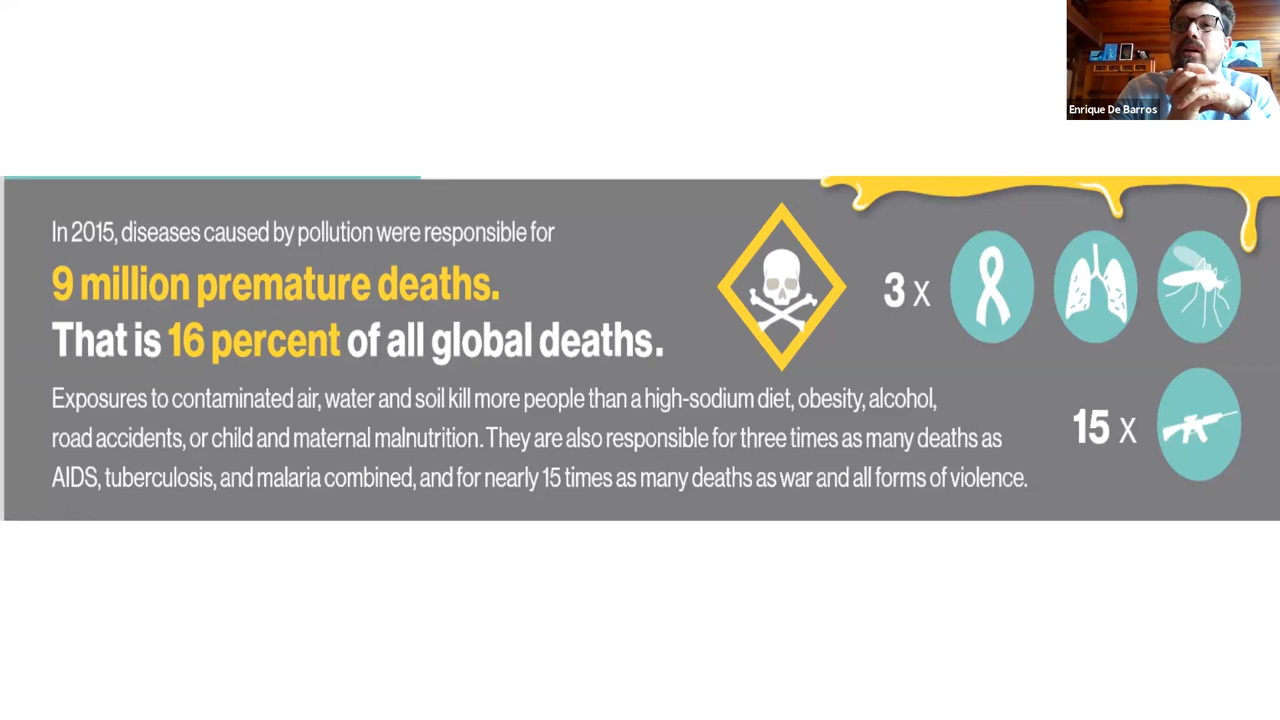 Enrique De Barros
In 2015, diseases caused by pollution were responsible for
9 million premature deaths.
That is 16 percent of all global deaths.
Exposures to contaminated air, water and soil kill more people than a high-sodium diet, obesity, alcohol,
road accidents, or child and maternal malnutrition. They are also responsible for three times as many deaths as
AIDS, tuberculosis, and malaria combined, and for nearly 15 times as many deaths as war and all forms of violence.
3 x
15 x